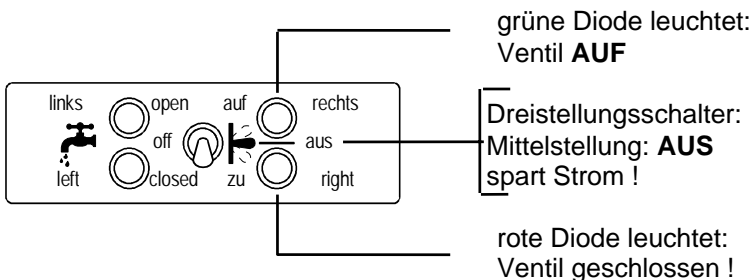 grüne Diode leuchtet:
Ventil AUF
links open auf rechts
off aus
left closed zu right
Dreistellungsschalter:
Mittelstellung: AUS
spart Strom !
rote Diode leuchtet:
Ventil geschlossen !